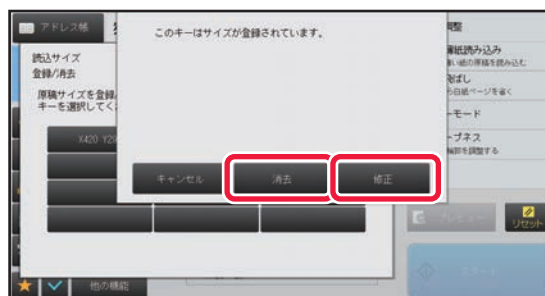 アドレス帳
このキーはサイズが登録されています。
読込サイズ
登録/消去
原稿サイズを登録
キーを選択してく
X420 Y29
キャンセル
消去
修正
調整
薄紙読み込み
い紙の原稿を読み込む
飛ばし
白紙ページを省く
モード
プネス
輪郭を調整する
プレビュー
リセット
スタート
他の機能